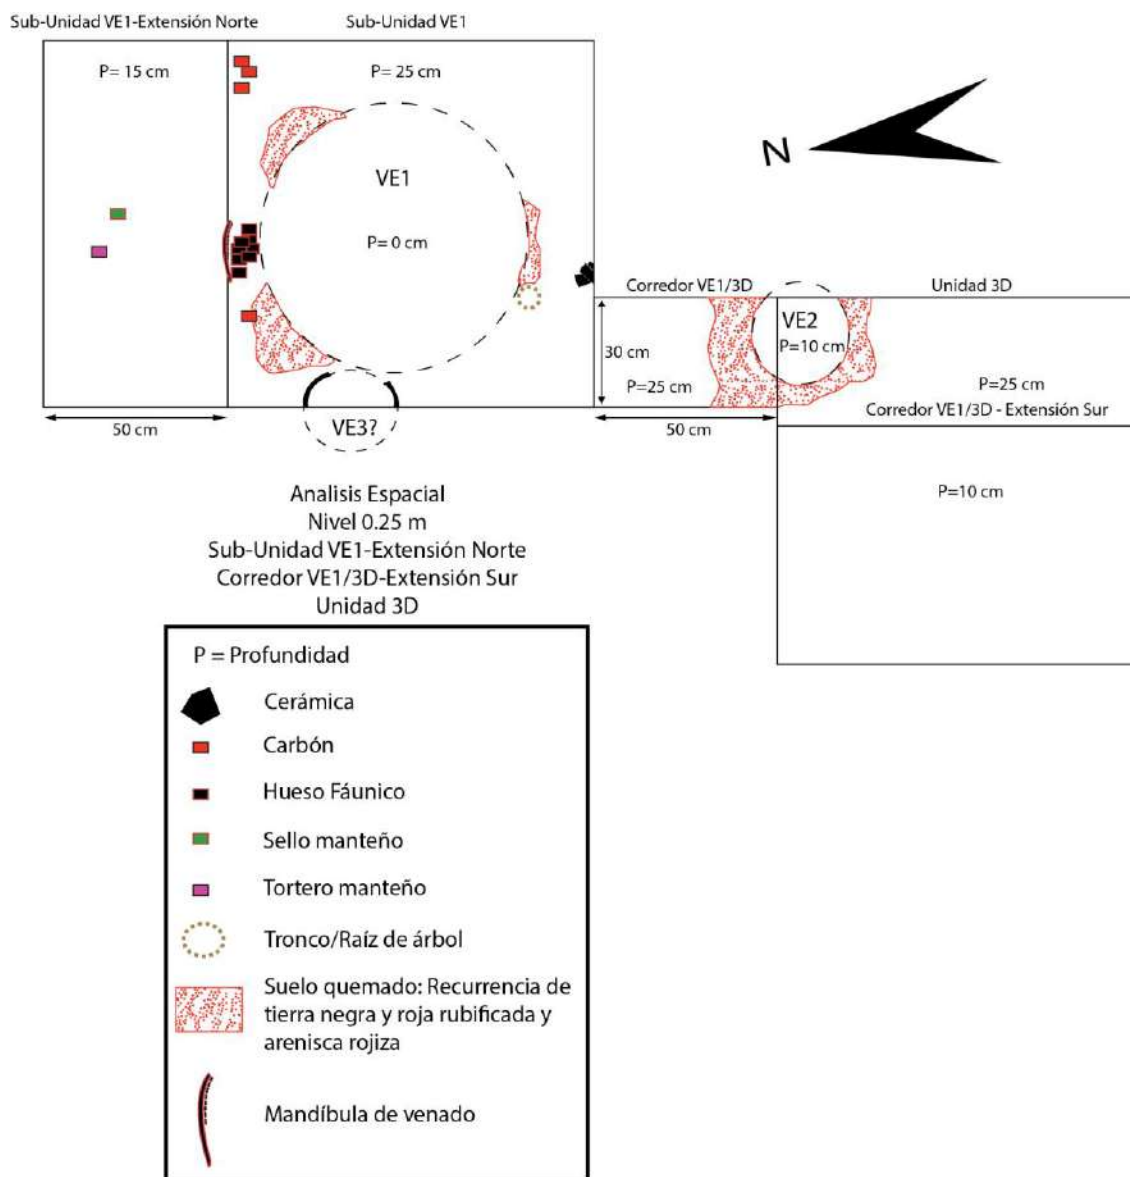 Sub-Unidad VE1-Extensión Norte
Sub-Unidad VE1
P= 15 cm
P= 25 cm
N
VE1
P= 0 cm
Corredor VE1/3D
Unidad 3D
VE2
P=10 cm
30 cm
P=25 cm
P=25 cm
Corredor VE1/3D - Extensión Sur
50 cm
VE3?
50 cm
P=10 cm
Analisis Espacial
Nivel 0.25 m
Sub-Unidad VE1-Extensión Norte
Corredor VE1/3D-Extensión Sur
Unidad 3D
P = Profundidad
Cerámica
Carbón
Hueso Fáunico
Sello manteño
Tortero manteño
Tronco/Raíz de árbol
Suelo quemado: Recurrencia de
tierra negra y roja rubificada y
arenisca rojiza
Mandíbula de venado